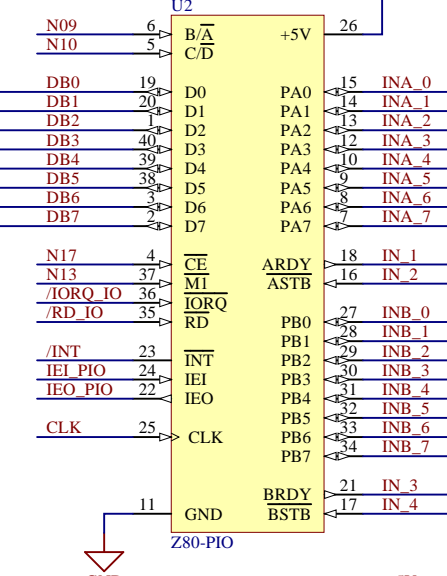 U2
N09 6 B/A +5V 26
N10 5 C/D
DB0 19 D0 PA0 15 INA_0
DB1 20 D1 PA1 14 INA_1
DB2 1 D2 PA2 13 INA_2
DB3 40 D3 PA3 12 INA_3
DB4 39 D4 PA4 10 INA_4
DB5 38 D5 PA5 9 INA_5
DB6 3 D6 PA6 8 INA_6
DB7 2 D7 PA7 7 INA_7
N17 4 CE ARDY 18 IN_1
N13 37 M1 ASTB 16 IN_2
/IORQ_IO 36 IORQ
/RD_IO 35 RD PB0 27 INB_0
PB1 28 INB_1
/INT 23 INT PB2 29 INB_2
IEI_PIO 24 IEI PB3 30 INB_3
IEO_PIO 22 IEO PB4 31 INB_4
PB5 32 INB_5
CLK 25 CLK PB6 33 INB_6
PB7 34 INB_7
BRDY 21 IN_3
11 GND BSTB 17 IN_4
Z80-PIO